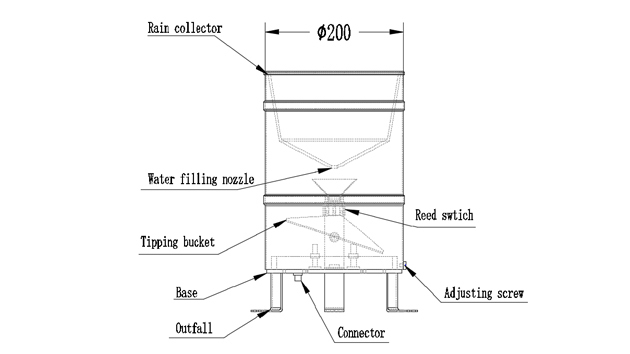 Rain collector
Φ200
Water filling nozzle
Reed swtich
Tipping bucket
Base
Adjusting screw
Outfall
Connector